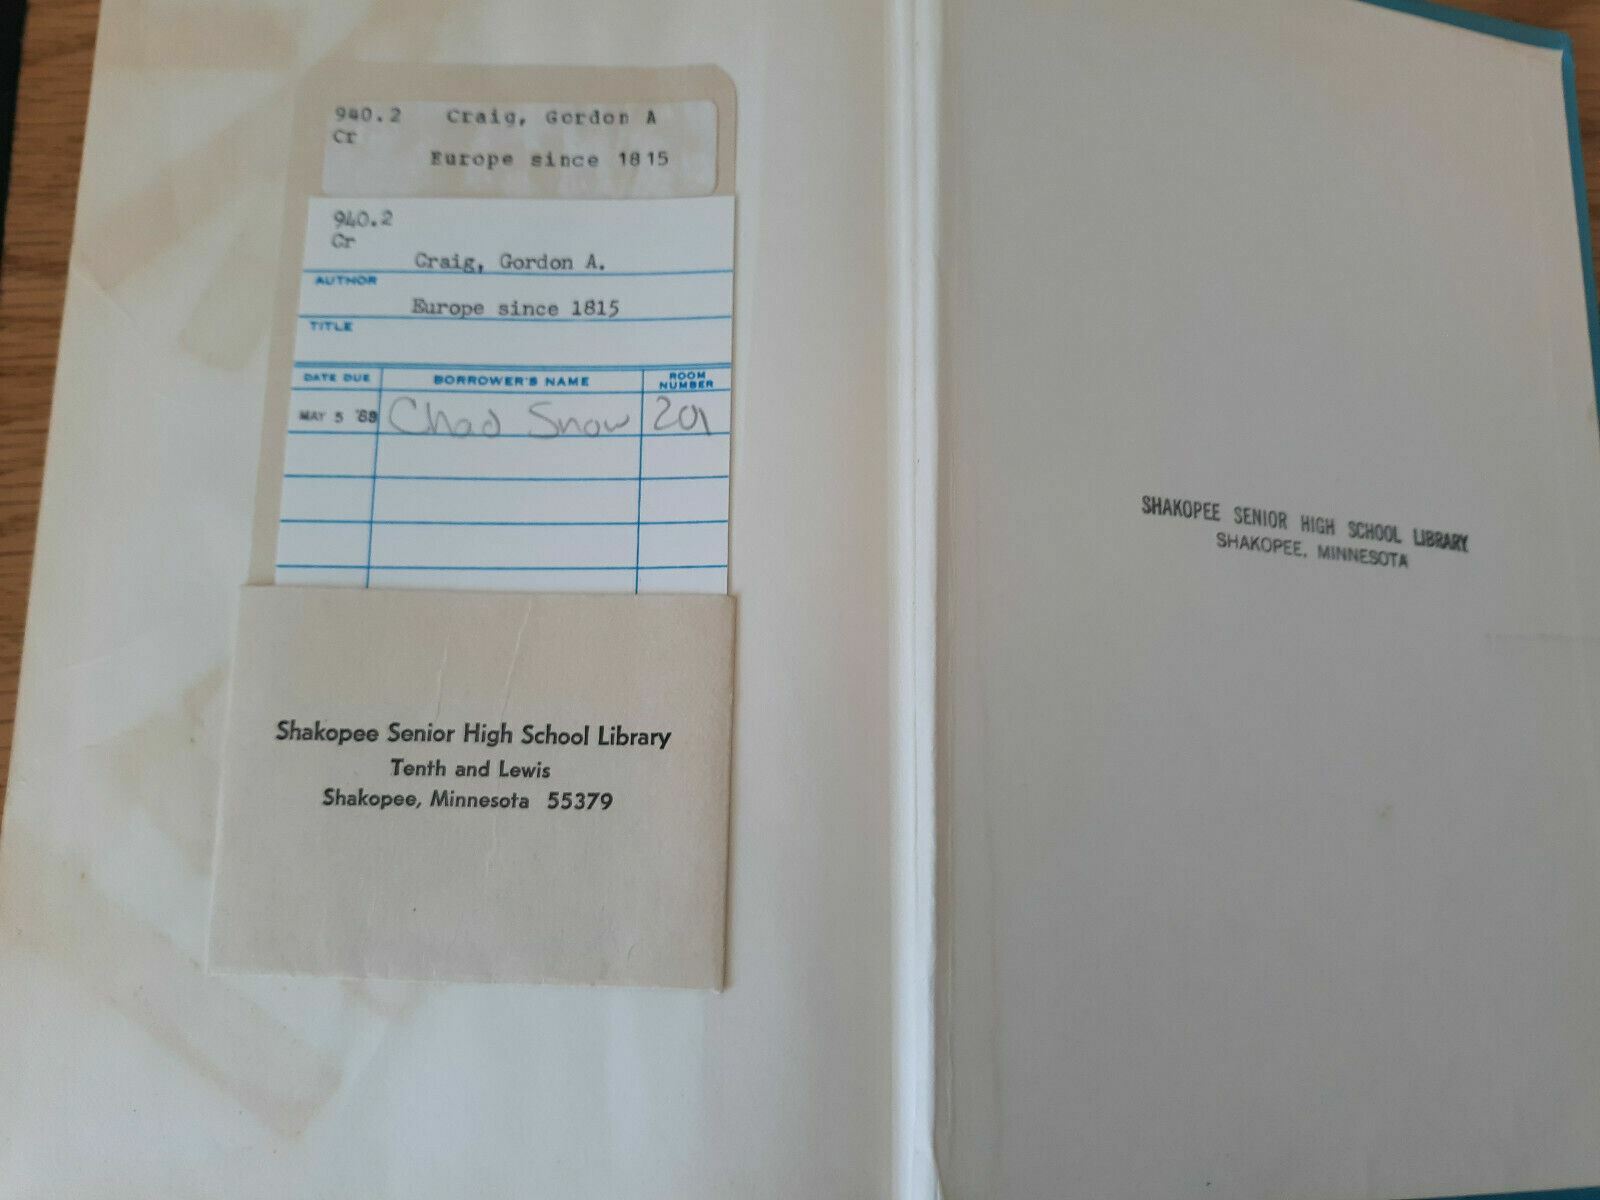 940.2 Craig, Gordon A
Cr
Europe since 1815
940.2
Cr
Craig, Gordon A.
AUTHOR
Europe since 1815
TITLE
DATE DUE BORROWER'S NAME ROOM NUMBER
MAY 5 '89 Chad Snow 201
Shakopee Senior High School Library
Tenth and Lewis
Shakopee, Minnesota 55379
SHAKOPEE SENIOR HIGH SCHOOL LIBRARY
SHAKOPEE, MINNESOTA